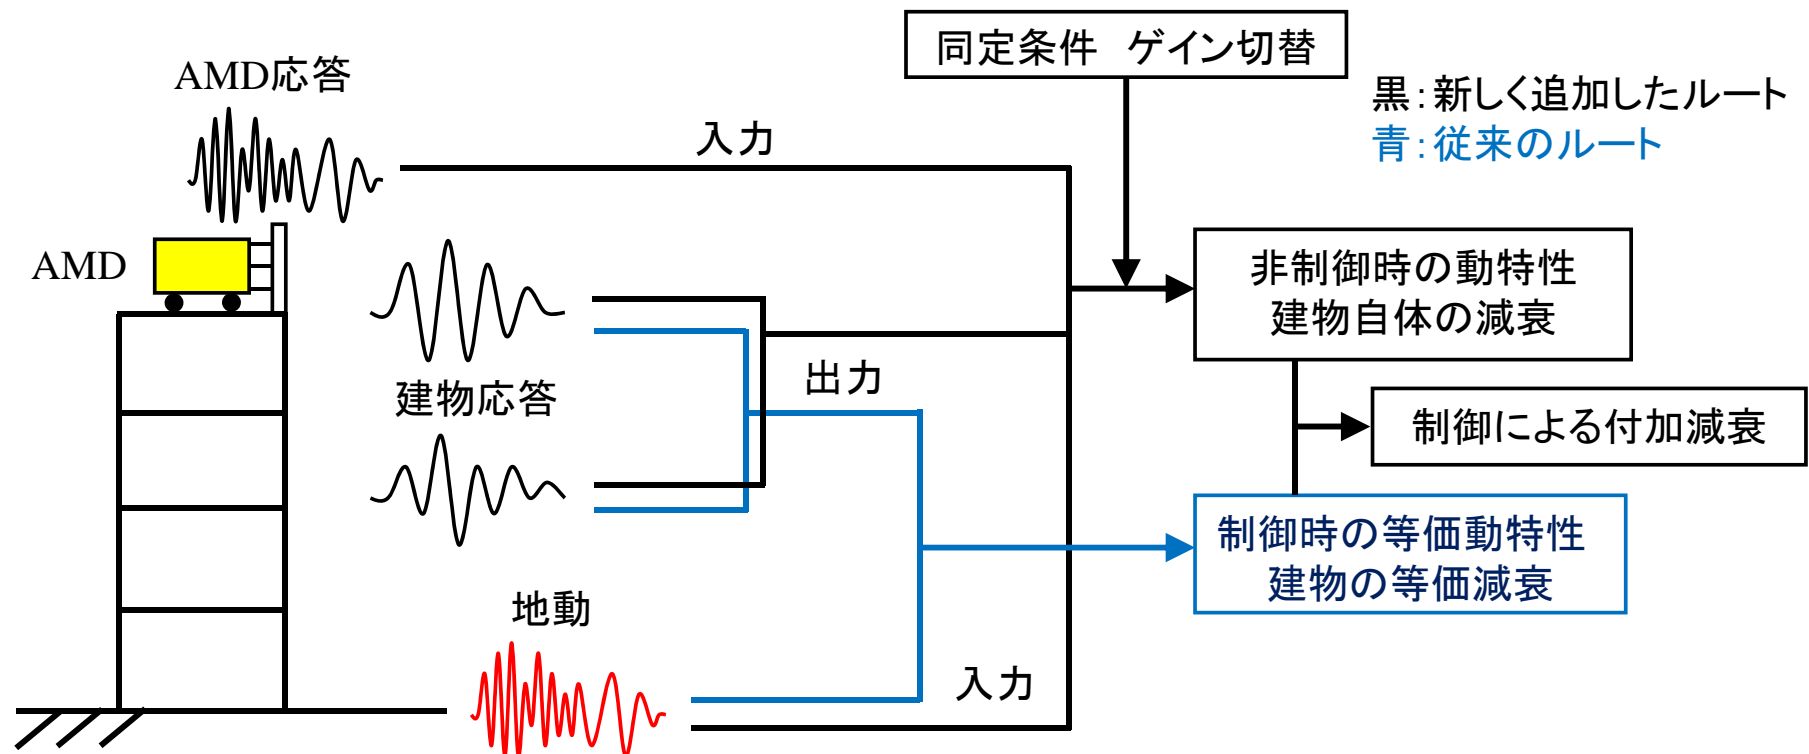 同定条件 ゲイン切替
AMD応答
黒:新しく追加したルート
青:従来のルート
入力
AMD
非制御時の動特性
建物自体の減衰
出力
建物応答
制御による付加減衰
制御時の等価動特性
建物の等価減衰
地動
入力